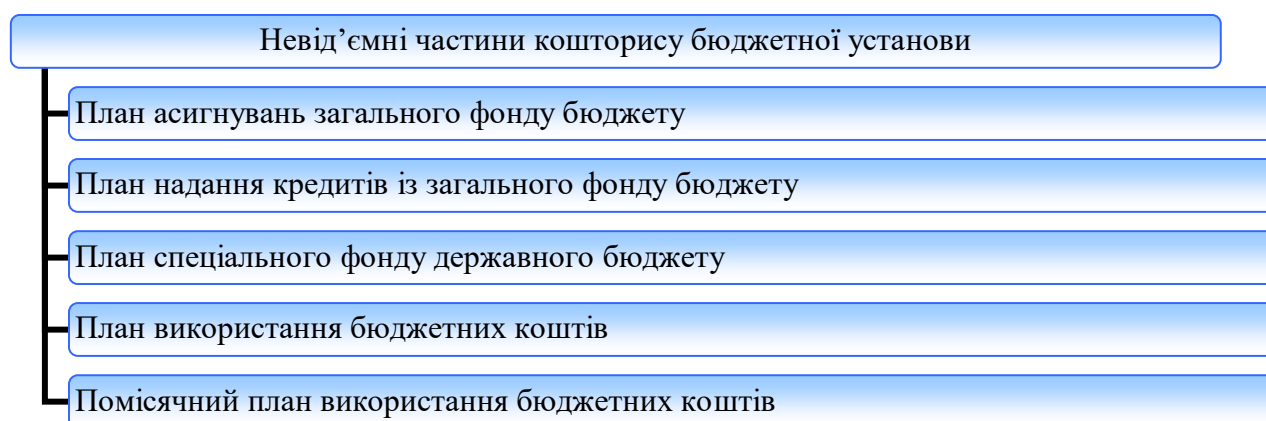 Невід’ємні частини кошторису бюджетної установи
План асигнувань загального фонду бюджету
План надання кредитів із загального фонду бюджету
План спеціального фонду державного бюджету
План використання бюджетних коштів
Помісячний план використання бюджетних коштів